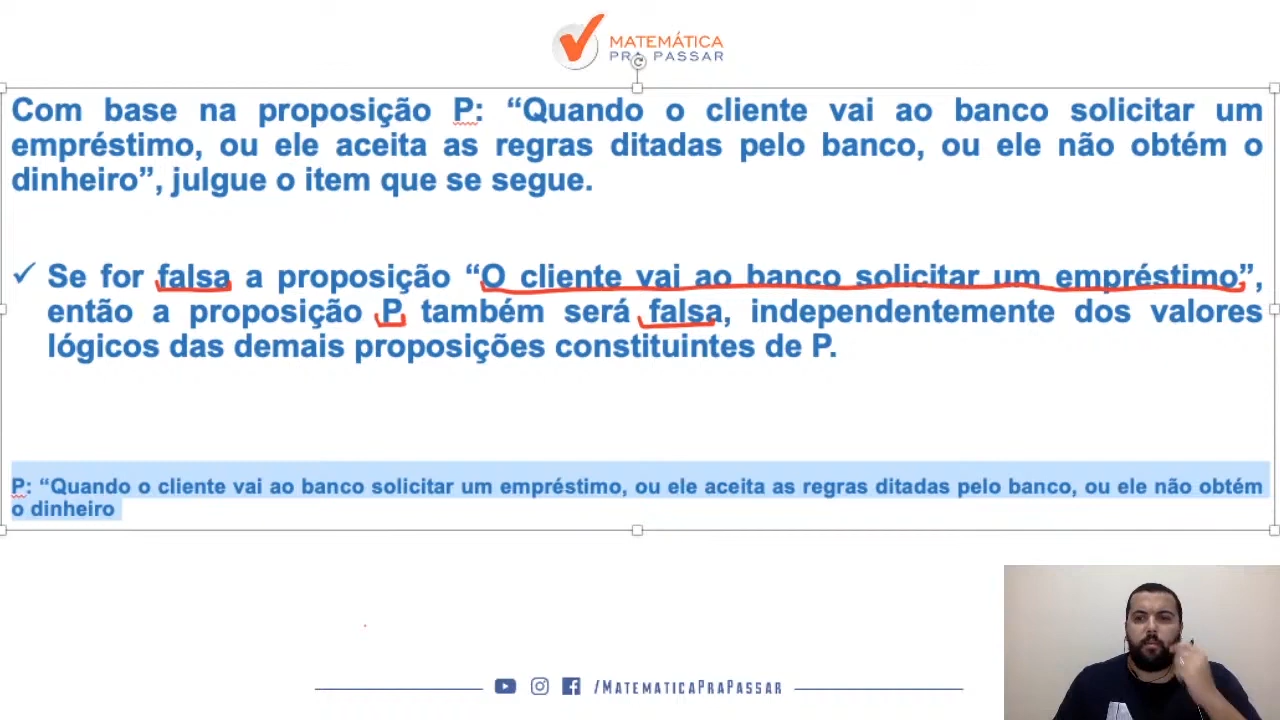 MATEMÁTICA
PRA PASSAR
Com base na proposição P: “Quando o cliente vai ao banco solicitar um
empréstimo, ou ele aceita as regras ditadas pelo banco, ou ele não obtém o
dinheiro”, julgue o item que se segue.
✓ Se for falsa a proposição “O cliente vai ao banco solicitar um empréstimo”,
então a proposição P também será falsa, independentemente dos valores
lógicos das demais proposições constituintes de P.
P: “Quando o cliente vai ao banco solicitar um empréstimo, ou ele aceita as regras ditadas pelo banco, ou ele não obtém
o dinheiro
/MATEMATICAPRAPASSAR